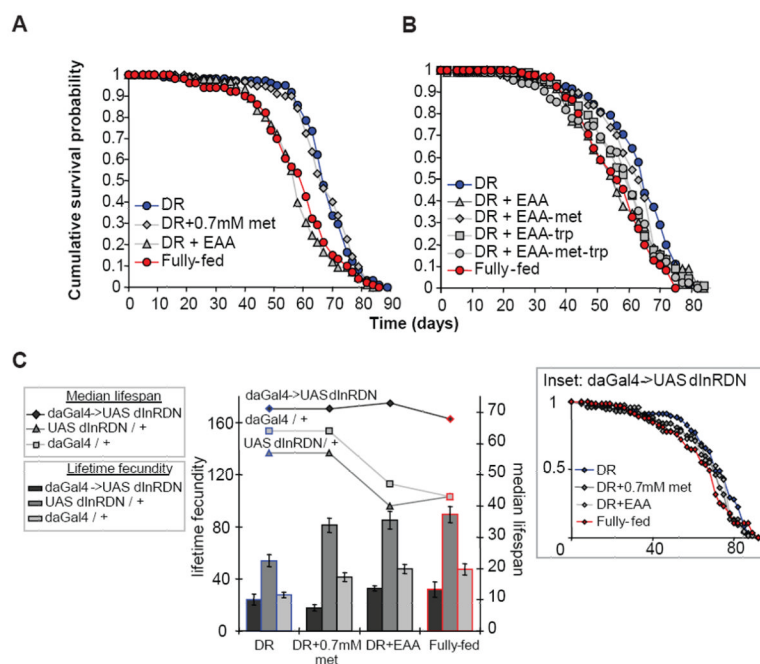 A
Cumulative survival probability
1
0.9
0.8
0.7
0.6
0.5
0.4
0.3
0.2
0.1
0
DR
DR+0.7mM met
DR + EAA
Fully-fed
0 10 20 30 40 50 60 70 80 89
B
1
0.9
0.8
0.7
0.6
0.5
0.4
0.3
0.2
0.1
0
DR
DR + EAA
DR + EAA-met
DR + EAA-trp
DR + EAA-met-trp
Fully-fed
0 10 20 30 40 50 60 70 80
Time (days)
C
Median lifespan
daGal4->UAS dInRDN
UAS dInRDN / +
daGal4 / +
Lifetime fecundity
daGal4->UAS dInRDN
UAS dInRDN / +
daGal4 / +
lifetime fecundity
160
120
80
40
0
daGal4->UAS dInRDN
daGal4 / +
UAS dInRDN / +
70
60
50
40
30
20
10
0
median lifespan
DR
DR+0.7mM met
DR+EAA
Fully-fed
Inset: daGal4->UAS dInRDN
1
0.5
DR
DR+0.7mM met
DR+EAA
Fully-fed
0 40 60 80